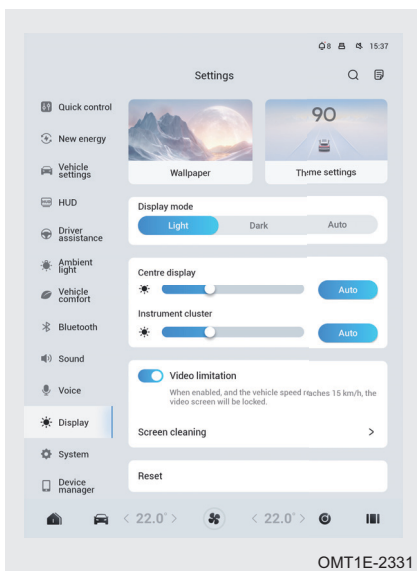 8 15:37
Settings
Quick control
New energy
Vehicle
settings
HUD
Driver
assistance
Ambient
light
Vehicle
comfort
Bluetooth
Sound
Voice
Display
System
Device
manager
Wallpaper
90
Theme settings
Display mode
Light Dark Auto
Centre display
Auto
Instrument cluster
Auto
Video limitation
When enabled, and the vehicle speed reaches 15 km/h, the
video screen will be locked.
Screen cleaning >
Reset
< 22.0° > < 22.0° >
OMT1E-2331